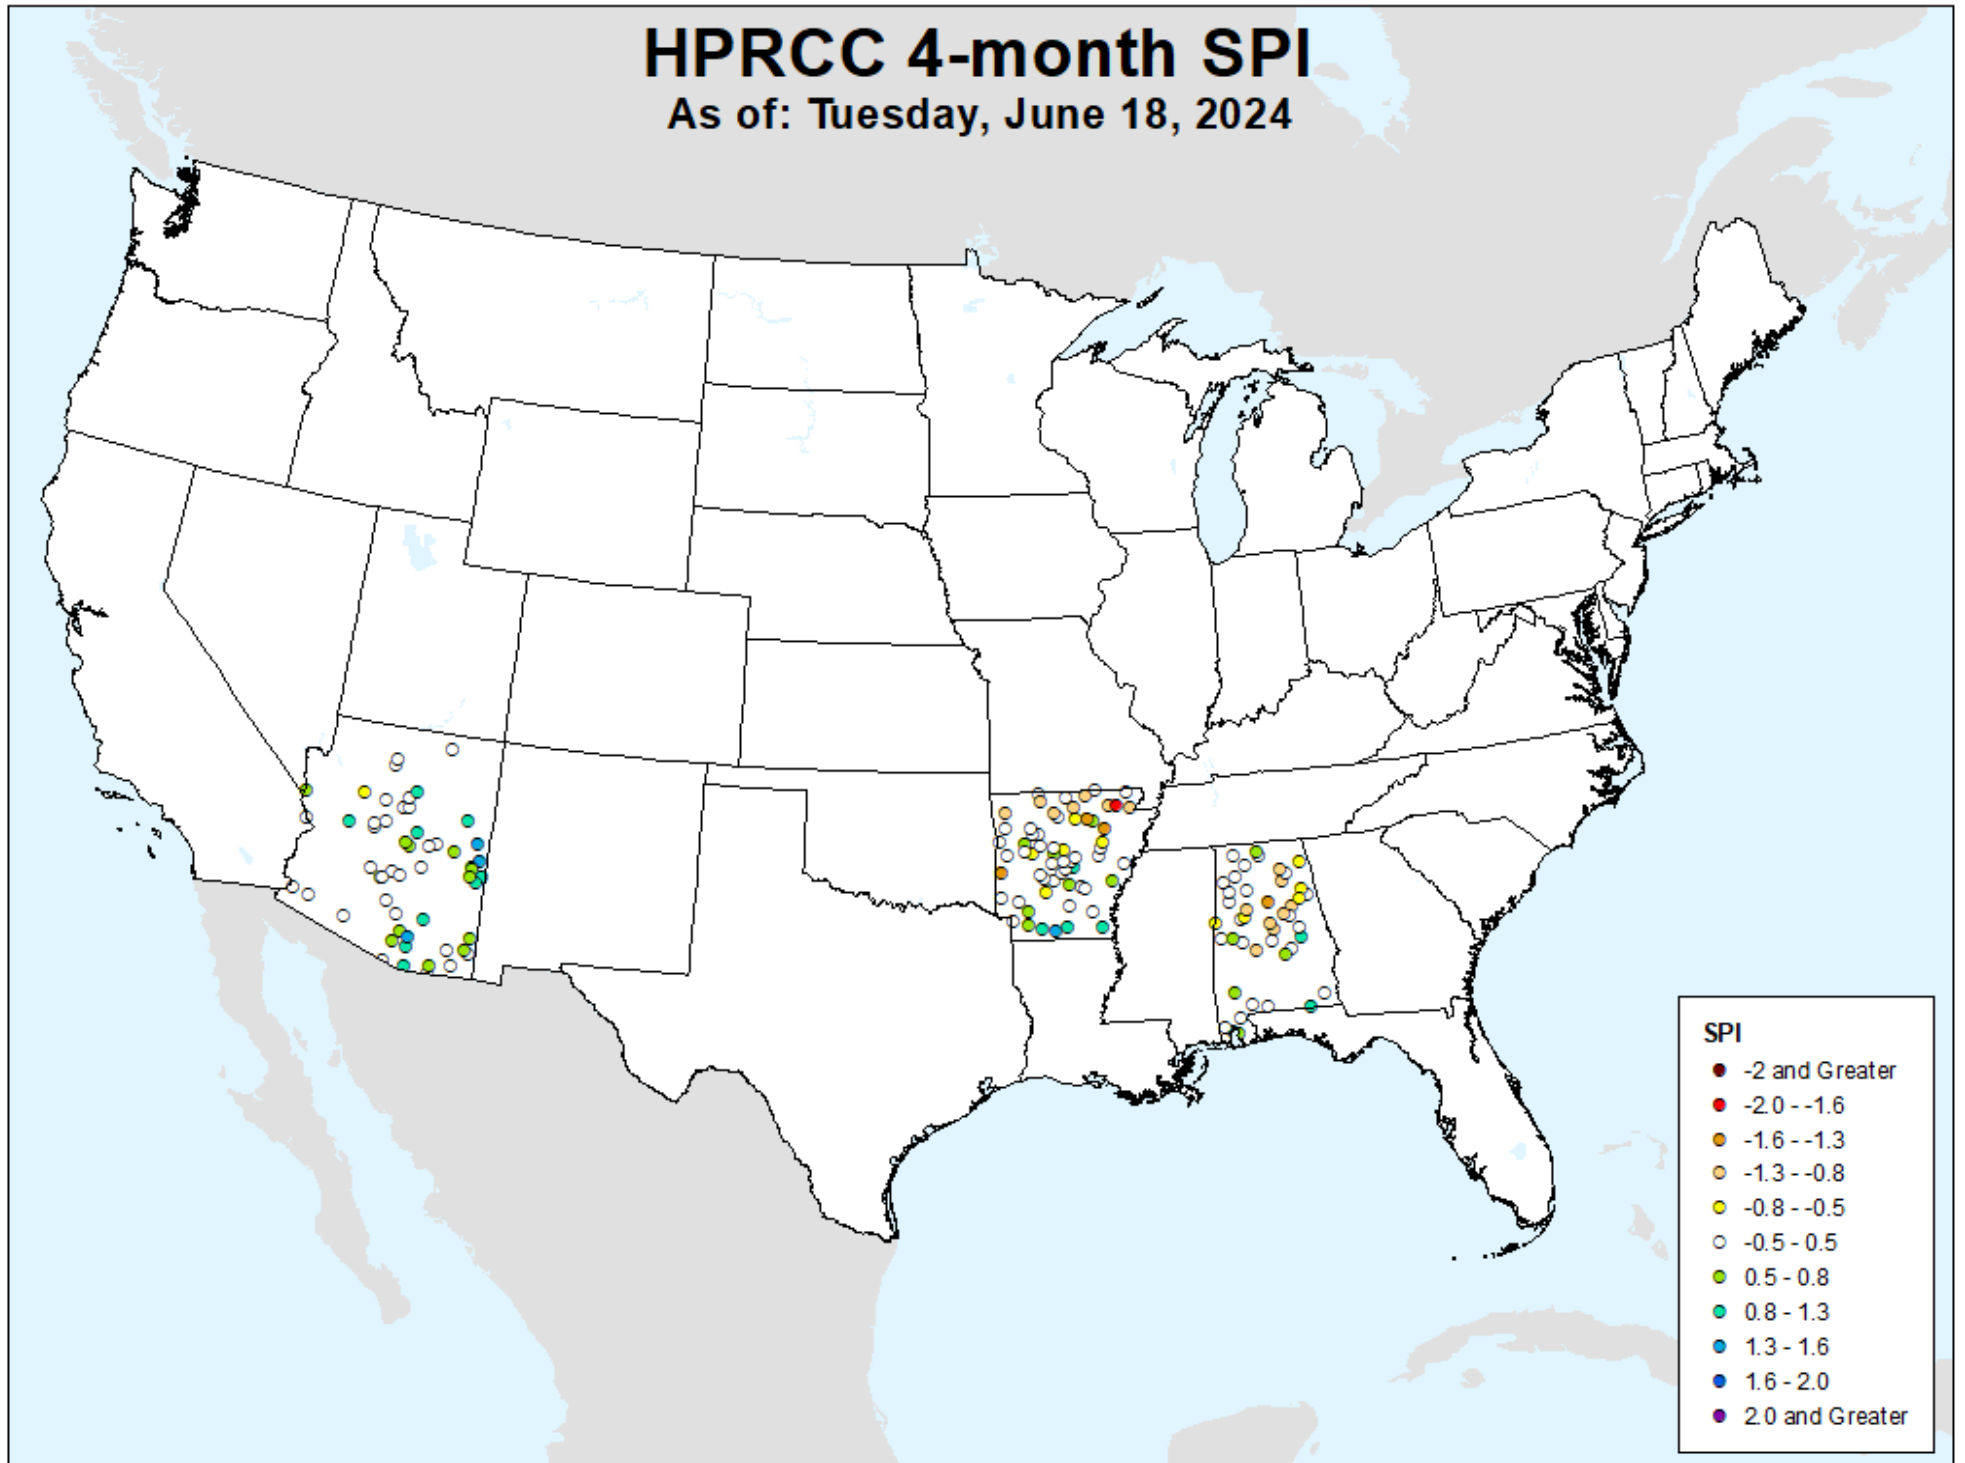 HPRCC 4-month SPI
As of: Tuesday, June 18, 2024
SPI
-2 and Greater
-2.0 - -1.6
-1.6 - -1.3
-1.3 - -0.8
-0.8 - -0.5
-0.5 - 0.5
0.5 - 0.8
0.8 - 1.3
1.3 - 1.6
1.6 - 2.0
2.0 and Greater